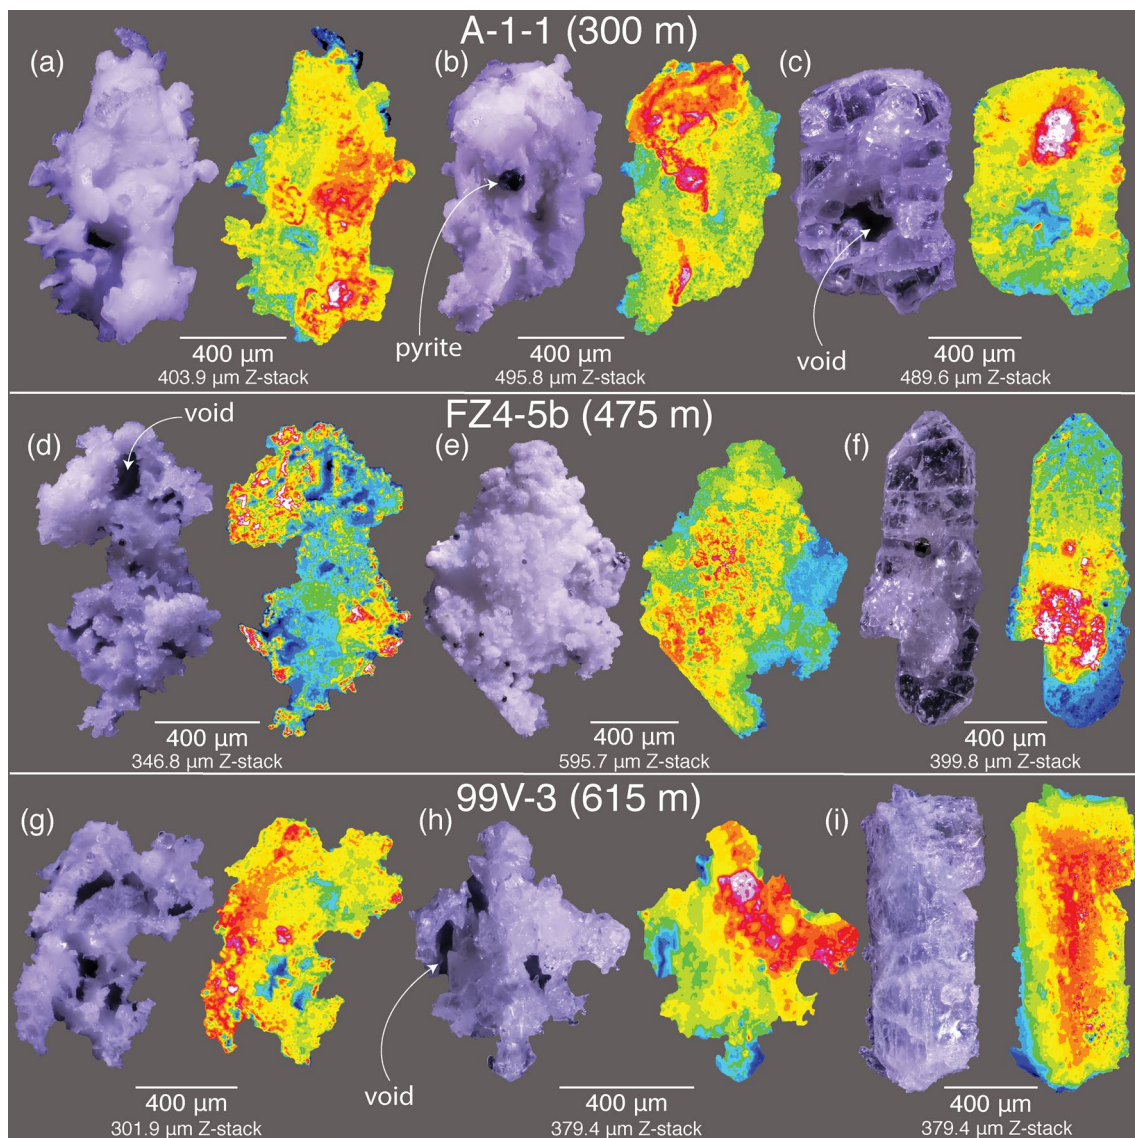 A-1-1 (300 m)
(a)
(b)
(c)
pyrite
void
400 µm
403.9 µm Z-stack
400 µm
495.8 µm Z-stack
400 µm
489.6 µm Z-stack
FZ4-5b (475 m)
void
(d)
(e)
(f)
400 µm
346.8 µm Z-stack
400 µm
595.7 µm Z-stack
400 µm
399.8 µm Z-stack
99V-3 (615 m)
(g)
(h)
(i)
void
400 µm
301.9 µm Z-stack
400 µm
379.4 µm Z-stack
400 µm
379.4 µm Z-stack